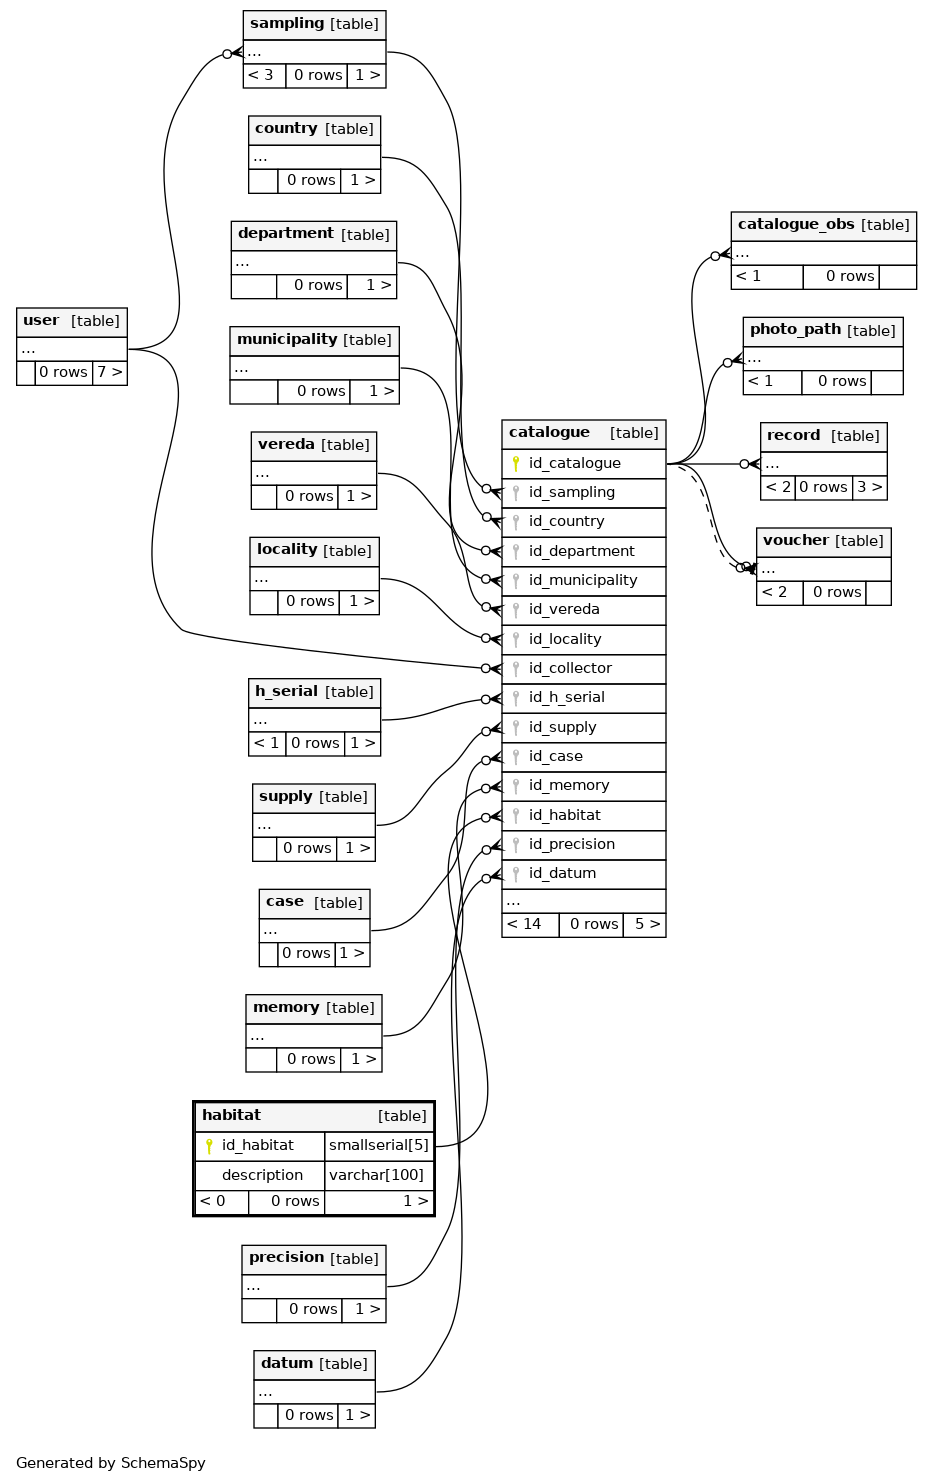 sampling [table]
...
< 3 0 rows 1 >
country [table]
...
0 rows 1 >
department [table]
...
0 rows 1 >
municipality [table]
...
0 rows 1 >
vereda [table]
...
0 rows 1 >
locality [table]
...
0 rows 1 >
user [table]
...
0 rows 7 >
h_serial [table]
...
< 1 0 rows 1 >
supply [table]
...
0 rows 1 >
case [table]
...
0 rows 1 >
memory [table]
...
0 rows 1 >
habitat [table]
id_habitat smallserial[5]
description varchar[100]
< 0 0 rows 1 >
precision [table]
...
0 rows 1 >
datum [table]
...
0 rows 1 >
catalogue [table]
id_catalogue
id_sampling
id_country
id_department
id_municipality
id_vereda
id_locality
id_collector
id_h_serial
id_supply
id_case
id_memory
id_habitat
id_precision
id_datum
...
< 14 0 rows 5 >
catalogue_obs [table]
...
< 1 0 rows
photo_path [table]
...
< 1 0 rows
record [table]
...
< 2 0 rows 3 >
voucher [table]
...
< 2 0 rows
Generated by SchemaSpy